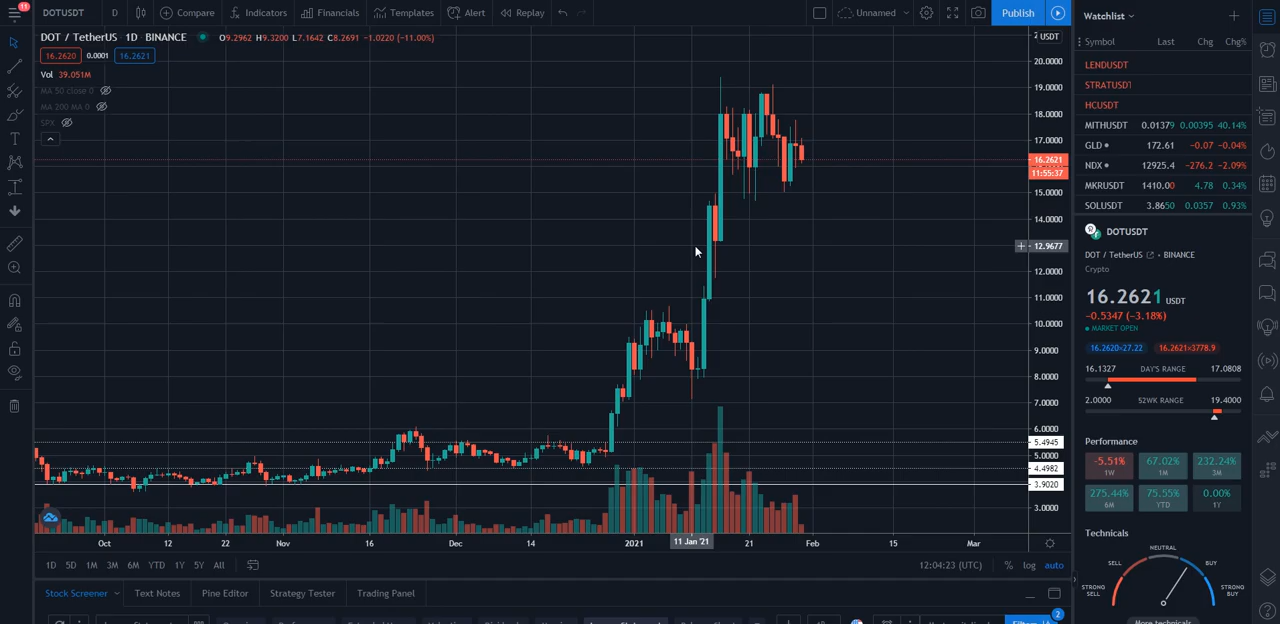 11
DOTUSDT D Compare Indicators Financials Templates Alert Replay Unnamed Publish
Watchlist
DOT / TetherUS 1D BINANCE O9.2962 H9.3200 L7.1642 C8.2691 -1.0220 (-11.00%)
16.2620 0.0001 16.2621
Vol 39.051M
MA 50 close 0
MA 200 MA 0
SPX
USDT
20.0000
19.0000
18.0000
17.0000
16.2621
11:55:37
15.0000
14.0000
12.9677
12.0000
11.0000
10.0000
9.0000
8.0000
7.0000
6.0000
5.4945
5.0000
4.4982
3.9020
3.0000
Oct 12 22 Nov 16 Dec 14 2021 11 Jan '21 21 Feb 15 Mar
1D 5D 1M 3M 6M YTD 1Y 5Y All 12:04:23 (UTC) % log auto
Stock Screener Text Notes Pine Editor Strategy Tester Trading Panel
2
Symbol Last Chg Chg%
LENDUSDT
STRATUSDT
HCUSDT
MITHUSDT 0.01379 0.00395 40.14%
GLD 172.61 -0.07 -0.04%
NDX 12925.4 -276.2 -2.09%
MKRUSDT 1410.00 4.78 0.34%
SOLUSDT 3.8650 0.0357 0.93%
DOTUSDT
DOT / TetherUS • BINANCE
Crypto
16.2621 USDT
-0.5347 (-3.18%)
MARKET OPEN
16.2620×27.22 16.2621×3778.9
16.1327 DAY'S RANGE 17.0808
2.0000 52WK RANGE 19.4000
Performance
-5.51% 67.02% 232.24%
1W 1M 3M
275.44% 75.55% 0.00%
6M YTD 1Y
Technicals
NEUTRAL
SELL BUY
STRONG SELL STRONG BUY
More technicals